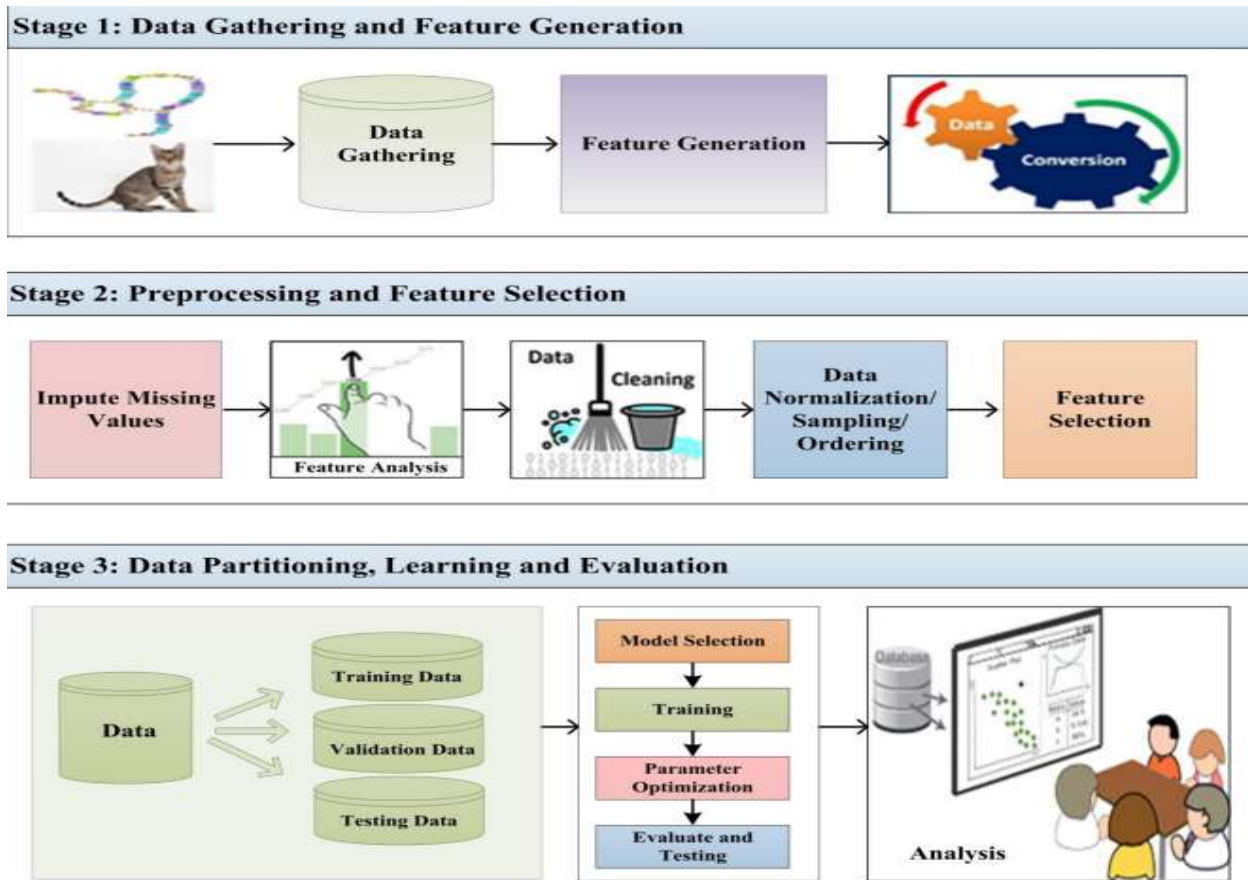 Stage 1: Data Gathering and Feature Generation
Data
Gathering
Feature Generation
Data
Conversion
Stage 2: Preprocessing and Feature Selection
Impute Missing
Values
Feature Analysis
Data
Cleaning
Data
Normalization/
Sampling/
Ordering
Feature
Selection
Stage 3: Data Partitioning, Learning and Evaluation
Data
Training Data
Validation Data
Testing Data
Model Selection
Training
Parameter
Optimization
Evaluate and
Testing
Database
Scatter Plot
Analysis